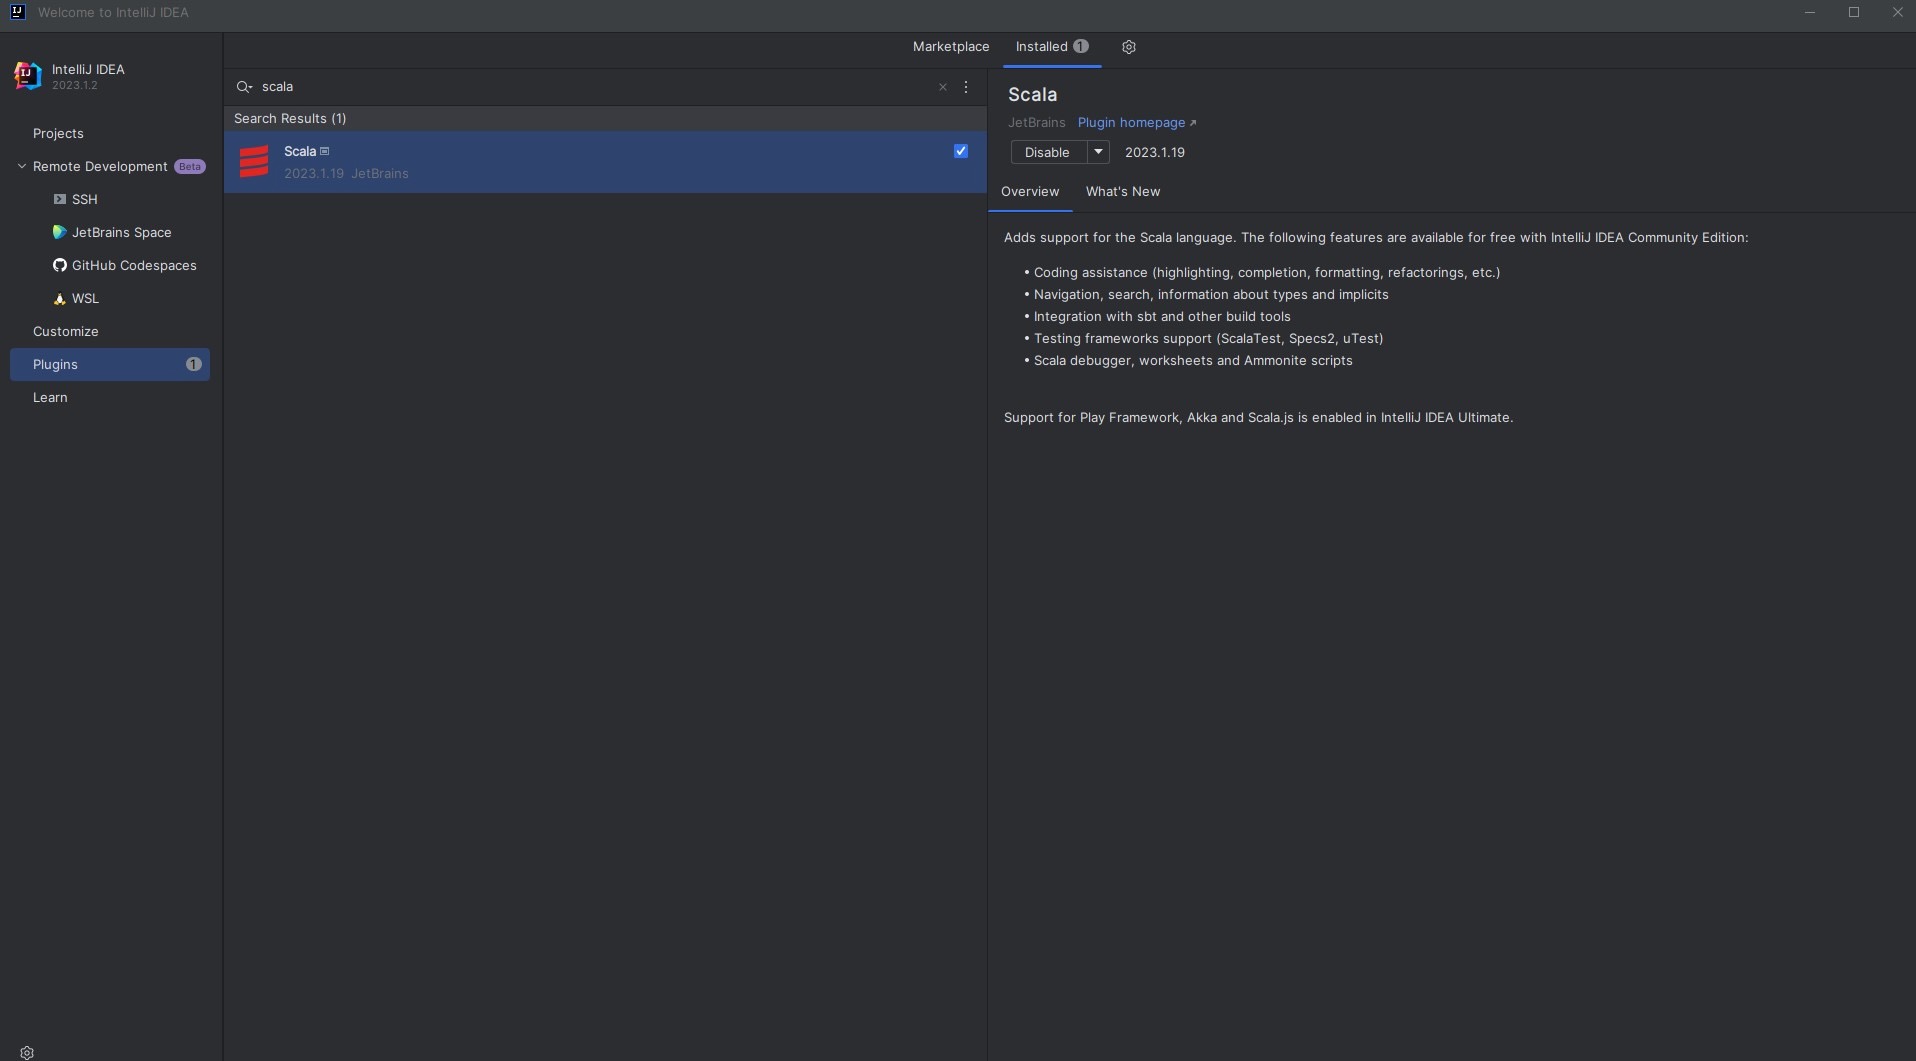 IJ Welcome to IntelliJ IDEA
Marketplace Installed 1
IJ IntelliJ IDEA
2023.1.2
Projects
Remote Development Beta
SSH
JetBrains Space
GitHub Codespaces
WSL
Customize
Plugins 1
Learn
scala
Search Results (1)
Scala
2023.1.19 JetBrains
Scala
JetBrains Plugin homepage
Disable 2023.1.19
Overview What's New
Adds support for the Scala language. The following features are available for free with IntelliJ IDEA Community Edition:
• Coding assistance (highlighting, completion, formatting, refactorings, etc.)
• Navigation, search, information about types and implicits
• Integration with sbt and other build tools
• Testing frameworks support (ScalaTest, Specs2, uTest)
• Scala debugger, worksheets and Ammonite scripts
Support for Play Framework, Akka and Scala.js is enabled in IntelliJ IDEA Ultimate.